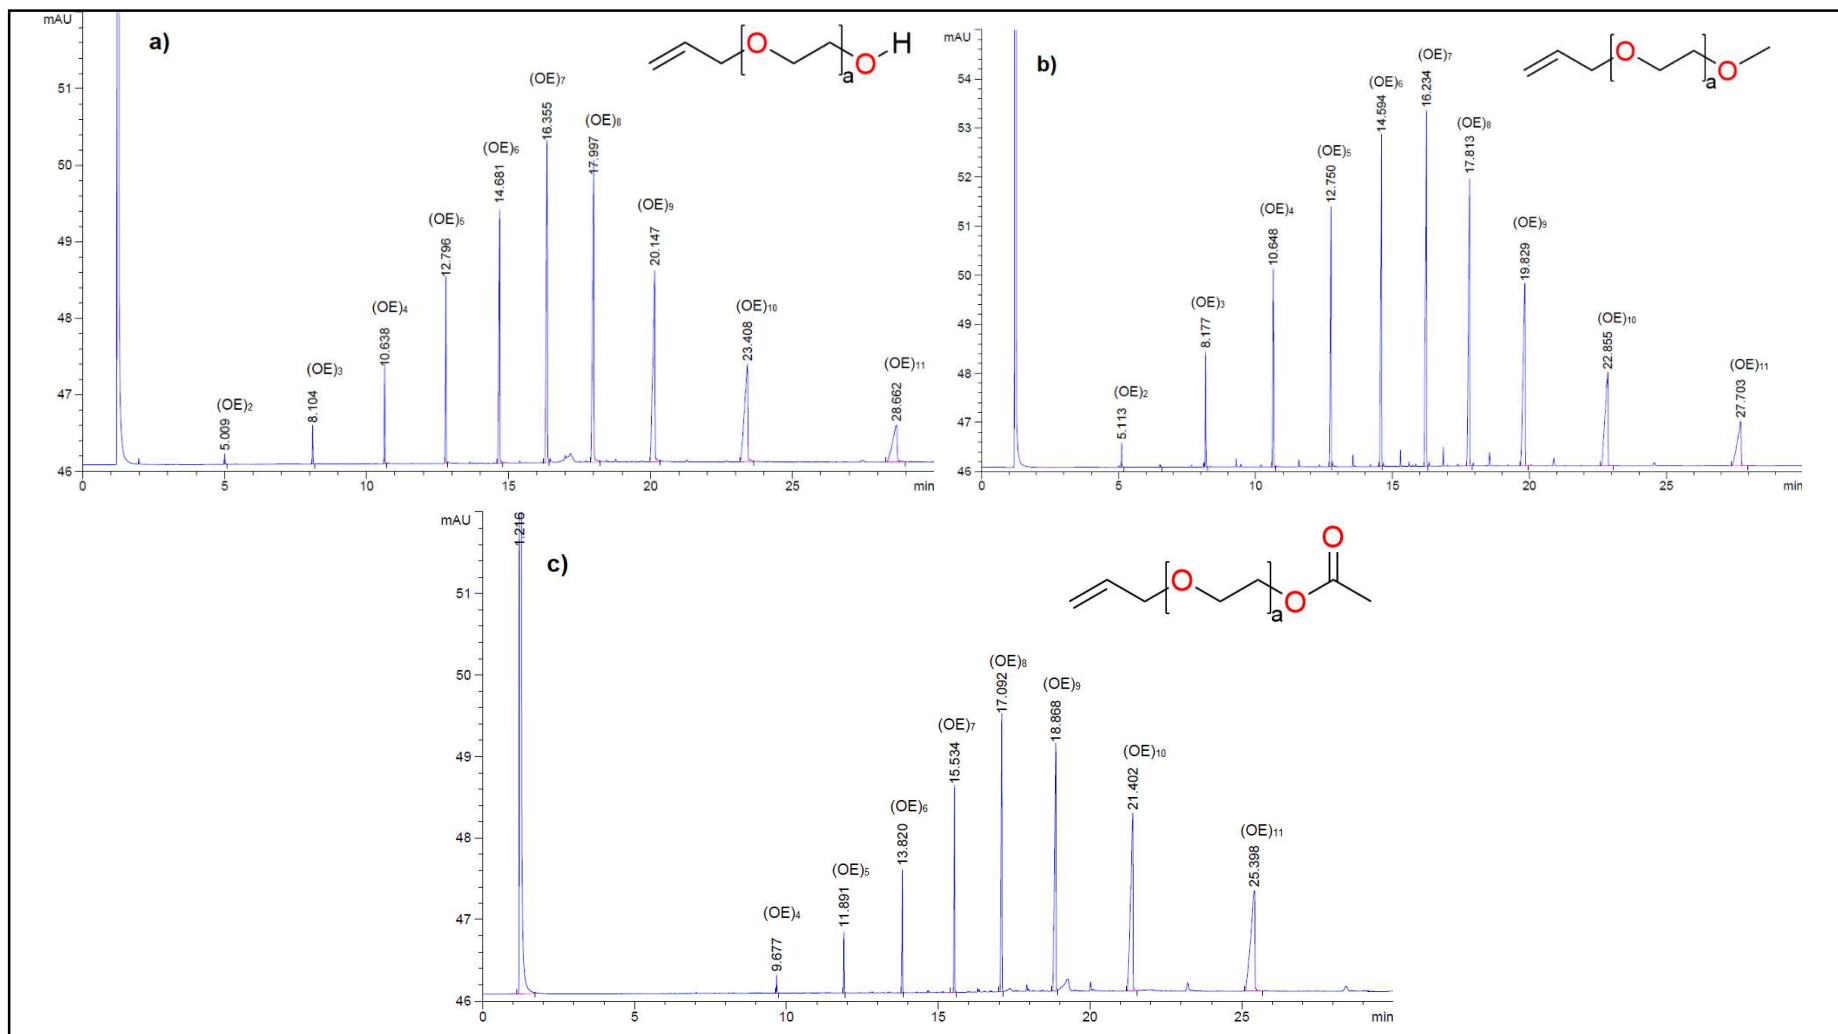 mAU
a)
O
H
a
O
51
50
49
48
47
46
0
5
10
15
20
25
min
(OE)2
5.009
(OE)3
8.104
(OE)4
10.638
(OE)5
12.796
(OE)6
14.681
(OE)7
16.355
(OE)8
17.997
(OE)9
20.147
(OE)10
23.408
(OE)11
28.662
mAU
b)
O
a
O
54
53
52
51
50
49
48
47
46
0
5
10
15
20
25
min
(OE)2
5.113
(OE)3
8.177
(OE)4
10.648
(OE)5
12.750
(OE)6
14.594
(OE)7
16.234
(OE)8
17.813
(OE)9
19.829
(OE)10
22.855
(OE)11
27.703
mAU
c)
O
O
a
O
51
50
49
48
47
46
0
5
10
15
20
25
min
1.216
(OE)4
9.677
(OE)5
11.891
(OE)6
13.820
(OE)7
15.534
(OE)8
17.092
(OE)9
18.868
(OE)10
21.402
(OE)11
25.398